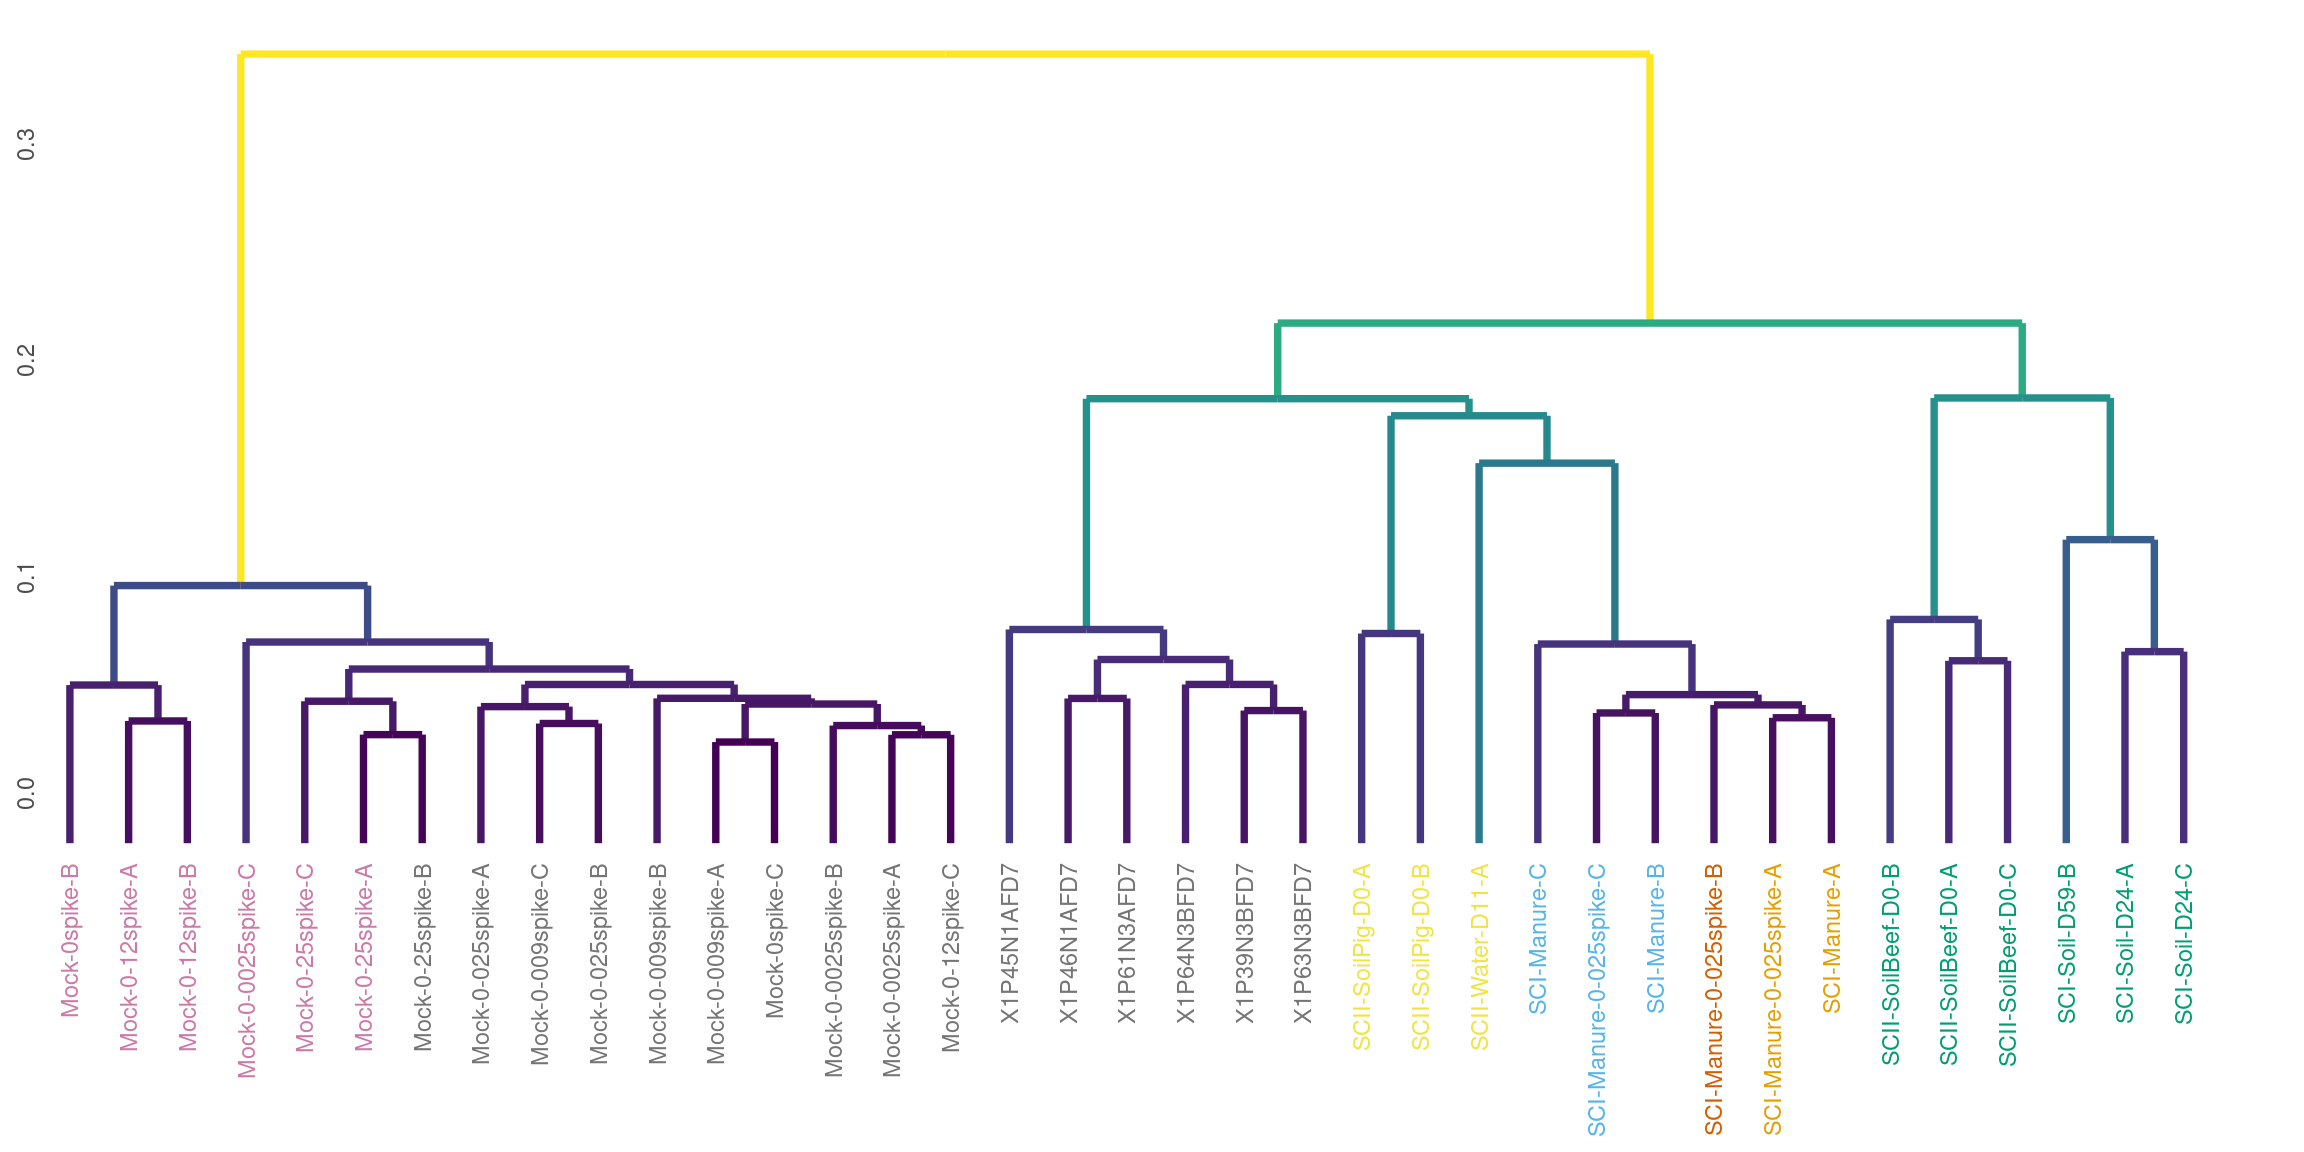 0.3
0.2
0.1
0.0
Mock-0spike-B
Mock-0-12spike-A
Mock-0-12spike-B
Mock-0-0025spike-C
Mock-0-25spike-C
Mock-0-25spike-A
Mock-0-25spike-B
Mock-0-025spike-A
Mock-0-009spike-C
Mock-0-025spike-B
Mock-0-009spike-B
Mock-0-009spike-A
Mock-0spike-C
Mock-0-0025spike-B
Mock-0-0025spike-A
Mock-0-12spike-C
X1P45N1AFD7
X1P46N1AFD7
X1P61N3AFD7
X1P64N3BFD7
X1P39N3BFD7
X1P63N3BFD7
SCII-SoilPig-D0-A
SCII-SoilPig-D0-B
SCII-Water-D11-A
SCI-Manure-C
SCI-Manure-0-025spike-C
SCI-Manure-B
SCI-Manure-0-025spike-B
SCI-Manure-0-025spike-A
SCI-Manure-A
SCII-SoilBeef-D0-B
SCII-SoilBeef-D0-A
SCII-SoilBeef-D0-C
SCI-Soil-D59-B
SCI-Soil-D24-A
SCI-Soil-D24-C